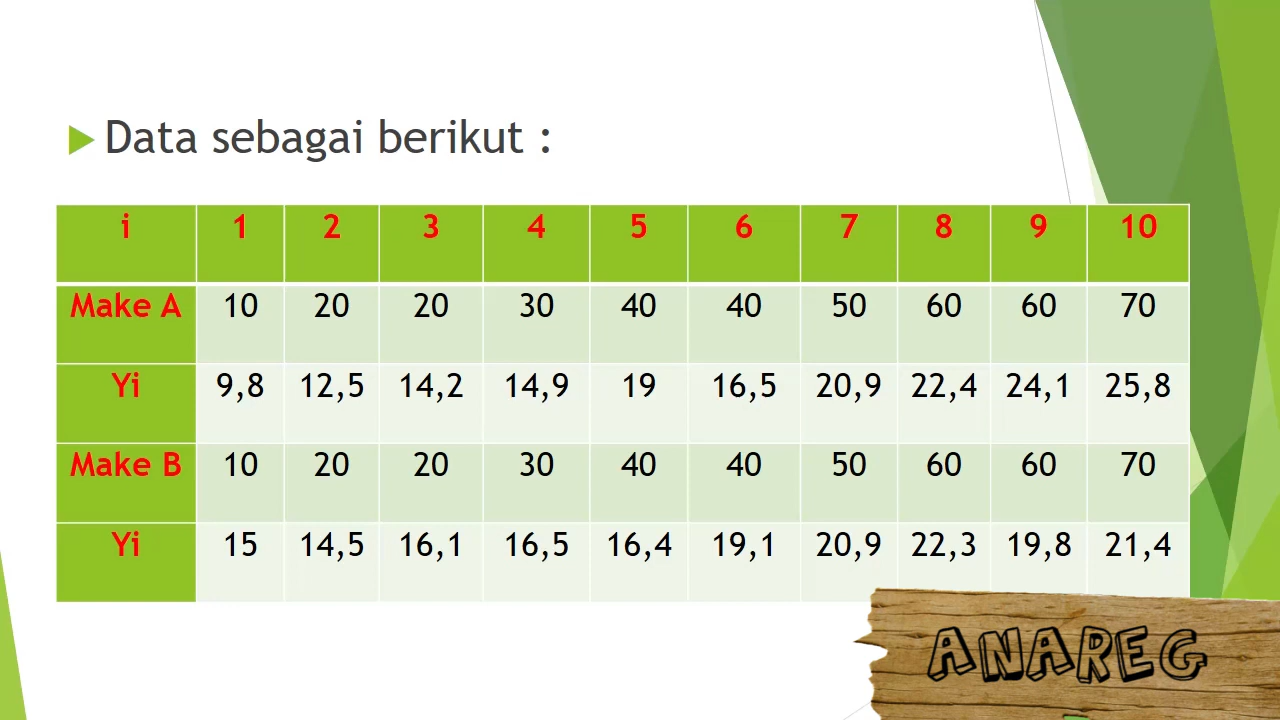 Data sebagai berikut :
i 1 2 3 4 5 6 7 8 9 10
Make A 10 20 20 30 40 40 50 60 60 70
Yi 9,8 12,5 14,2 14,9 19 16,5 20,9 22,4 24,1 25,8
Make B 10 20 20 30 40 40 50 60 60 70
Yi 15 14,5 16,1 16,5 16,4 19,1 20,9 22,3 19,8 21,4
ANAREG